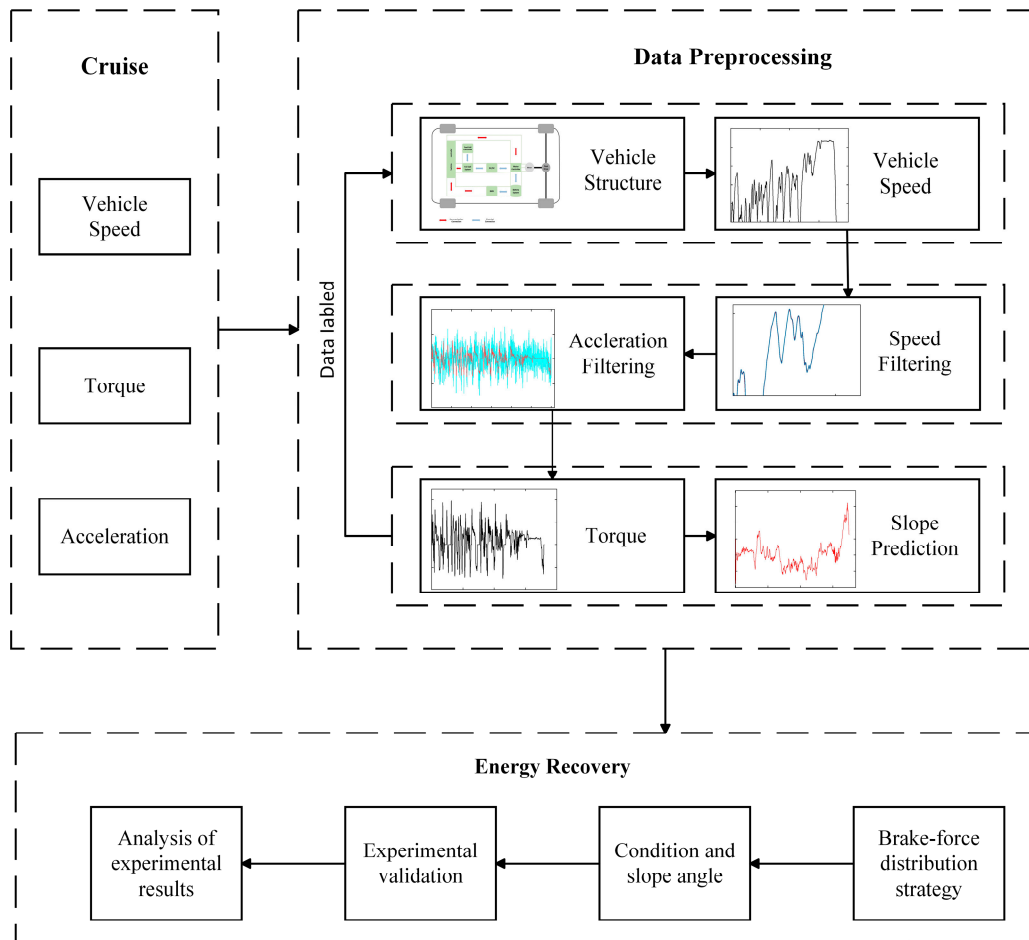 Cruise
Vehicle
Speed
Torque
Acceleration
Data Preprocessing
Data labled
Vehicle
Structure
Vehicle
Speed
Accleration
Filtering
Speed
Filtering
Torque
Slope
Prediction
Energy Recovery
Analysis of
experimental
results
Experimental
validation
Condition and
slope angle
Brake-force
distribution
strategy